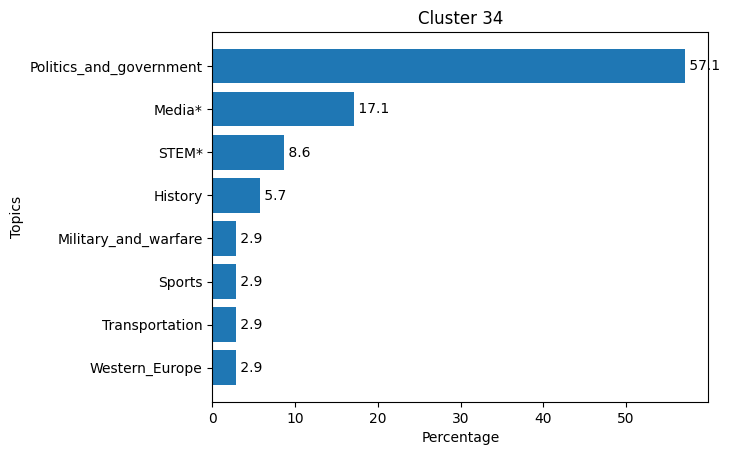 Cluster 34
Politics_and_government 57.1
Media* 17.1
STEM* 8.6
History 5.7
Military_and_warfare 2.9
Sports 2.9
Transportation 2.9
Western_Europe 2.9
Topics
0 10 20 30 40 50
Percentage